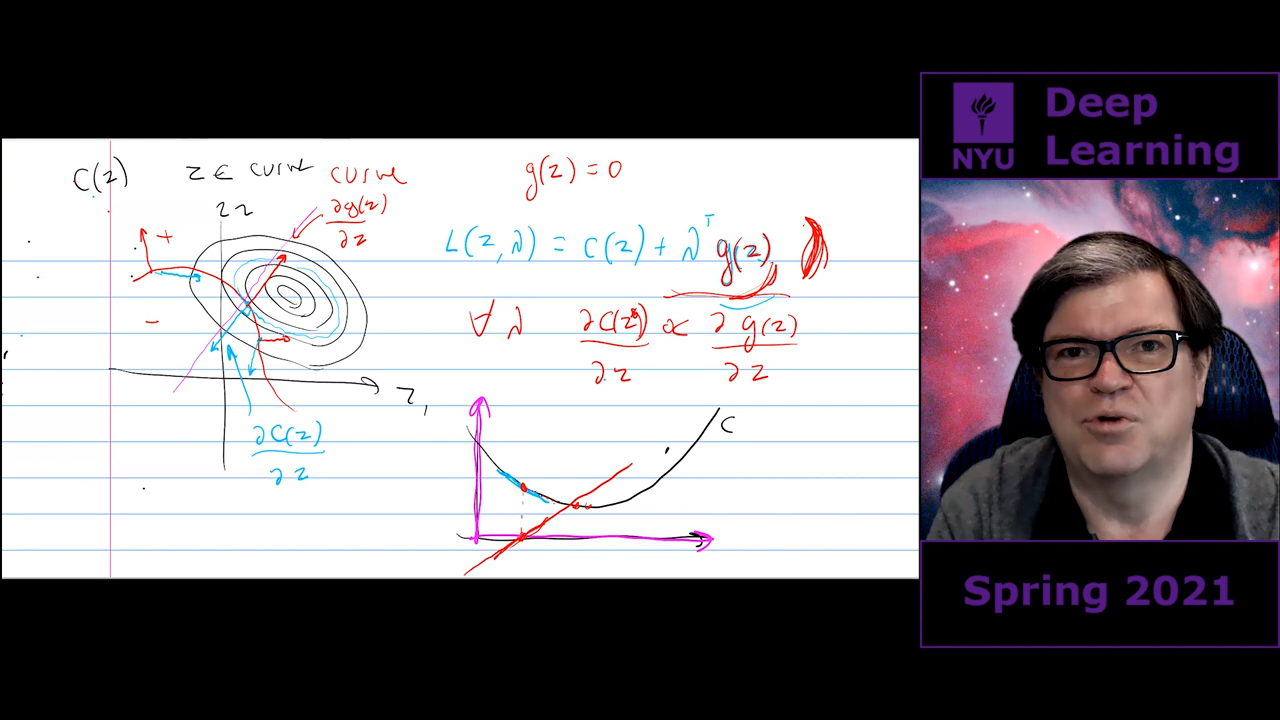 C(z) z ∈ curve
curve
g(z) = 0
∂g(z)
∂z
z2
L(z, λ) = C(z) + λᵀ g(z)
+
-
∀ λ ∂C(z*) ∝ ∂ g(z)
∂z ∂z
z1
∂C(z)
∂z
C
NYU
Deep
Learning
Spring 2021